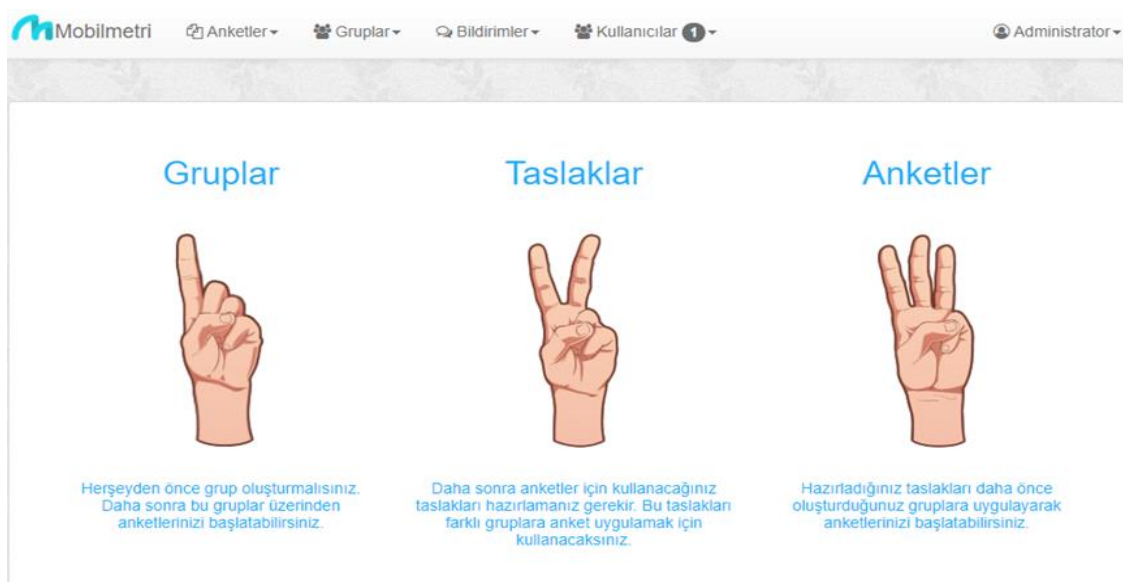 Mobilmetri Anketler Gruplar Bildirimler Kullanıcılar 1 Administrator
Gruplar
Taslaklar
Anketler
Herşeyden önce grup oluşturmalısınız.
Daha sonra bu gruplar üzerinden
anketlerinizi başlatabilirsiniz.
Daha sonra anketler için kullanacağınız
taslakları hazırlamanız gerekir. Bu taslakları
farklı gruplara anket uygulamak için
kullanacaksınız.
Hazırladığınız taslakları daha önce
oluşturduğunuz gruplara uygulayarak
anketlerinizi başlatabilirsiniz.